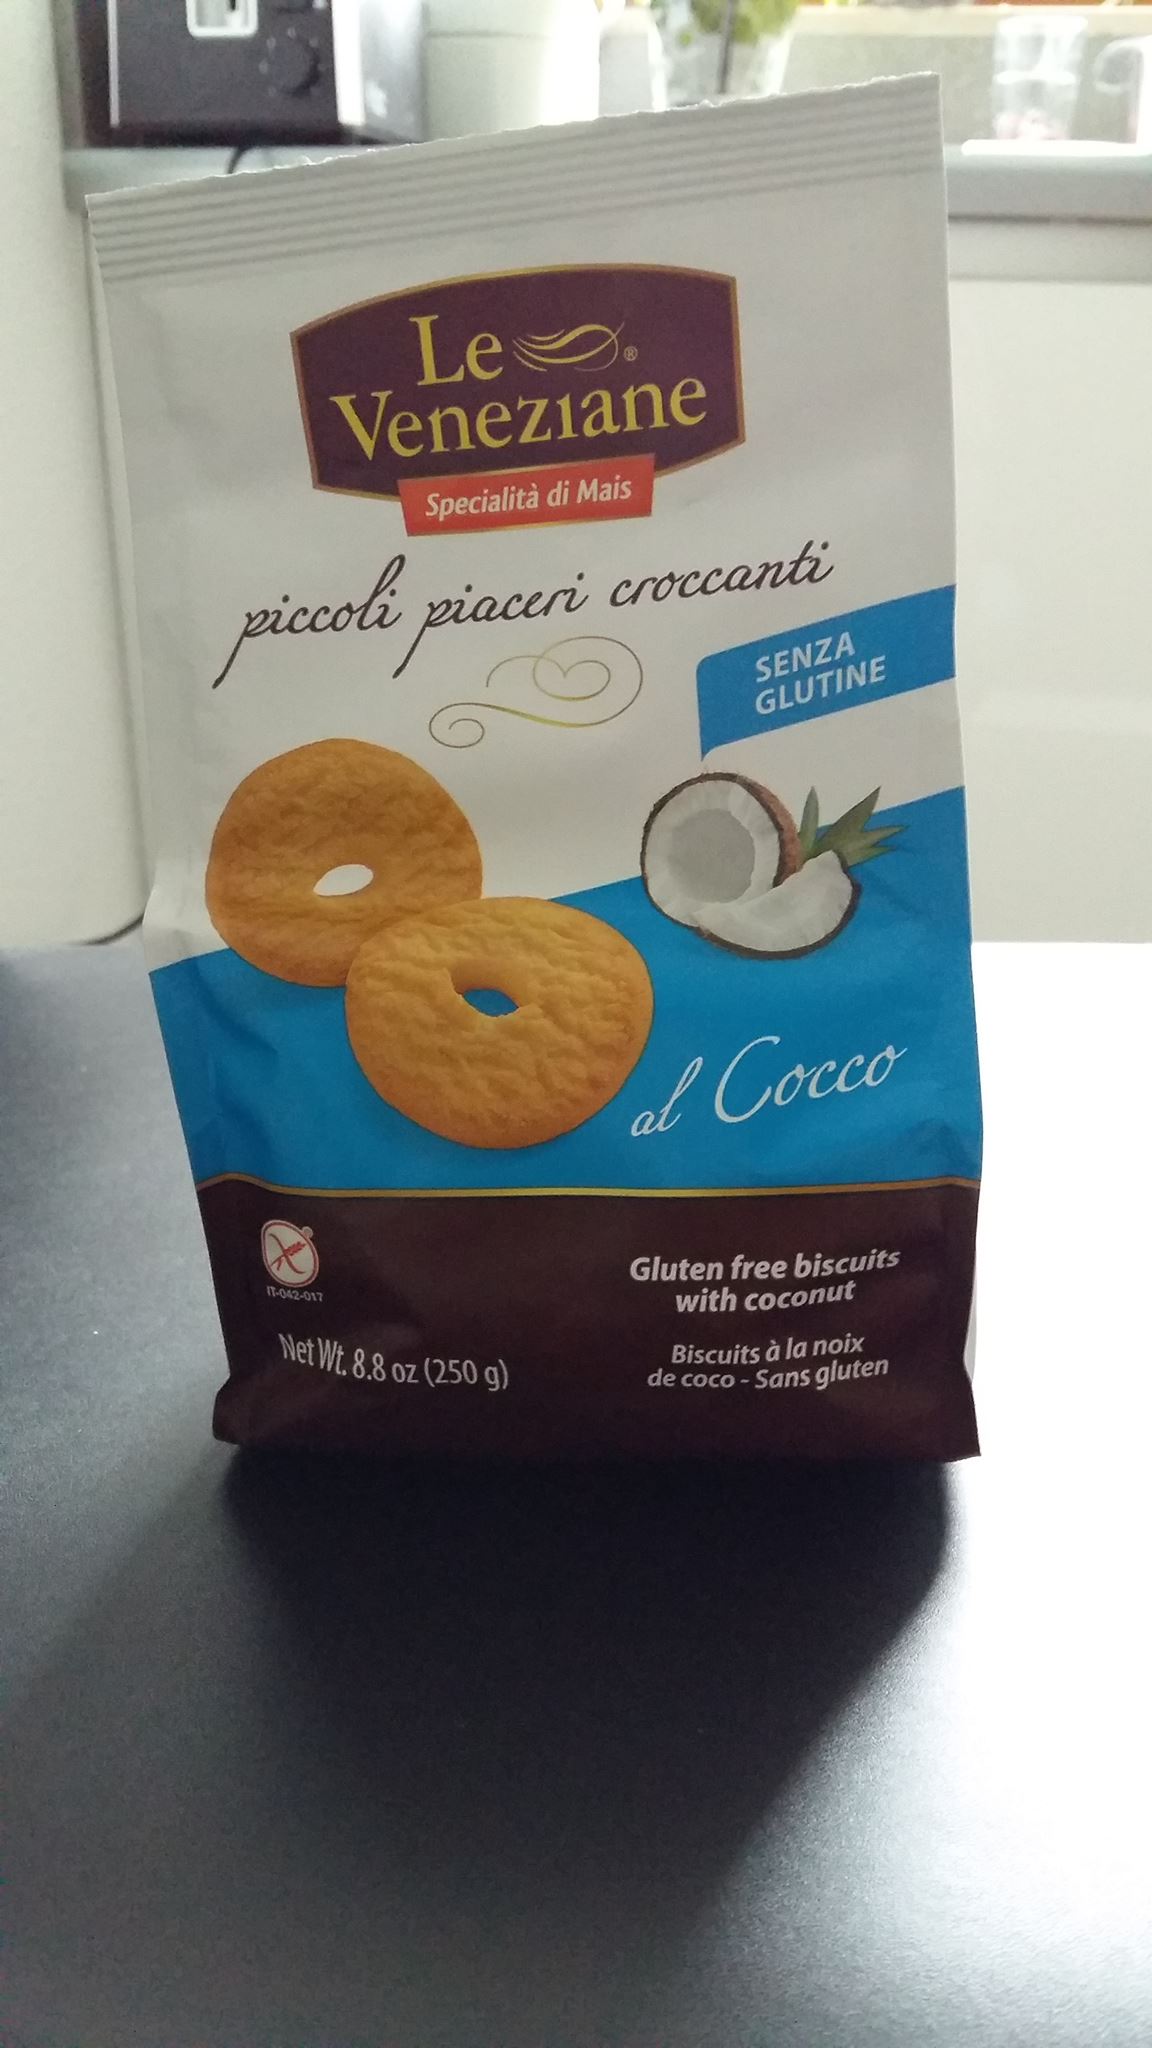 Le ®
Veneziane
Specialità di Mais
piccoli piaceri croccanti
SENZA
GLUTINE
al Cocco
IT-042-017
Net Wt. 8.8 oz (250 g)
Gluten free biscuits
with coconut
Biscuits à la noix
de coco - Sans gluten